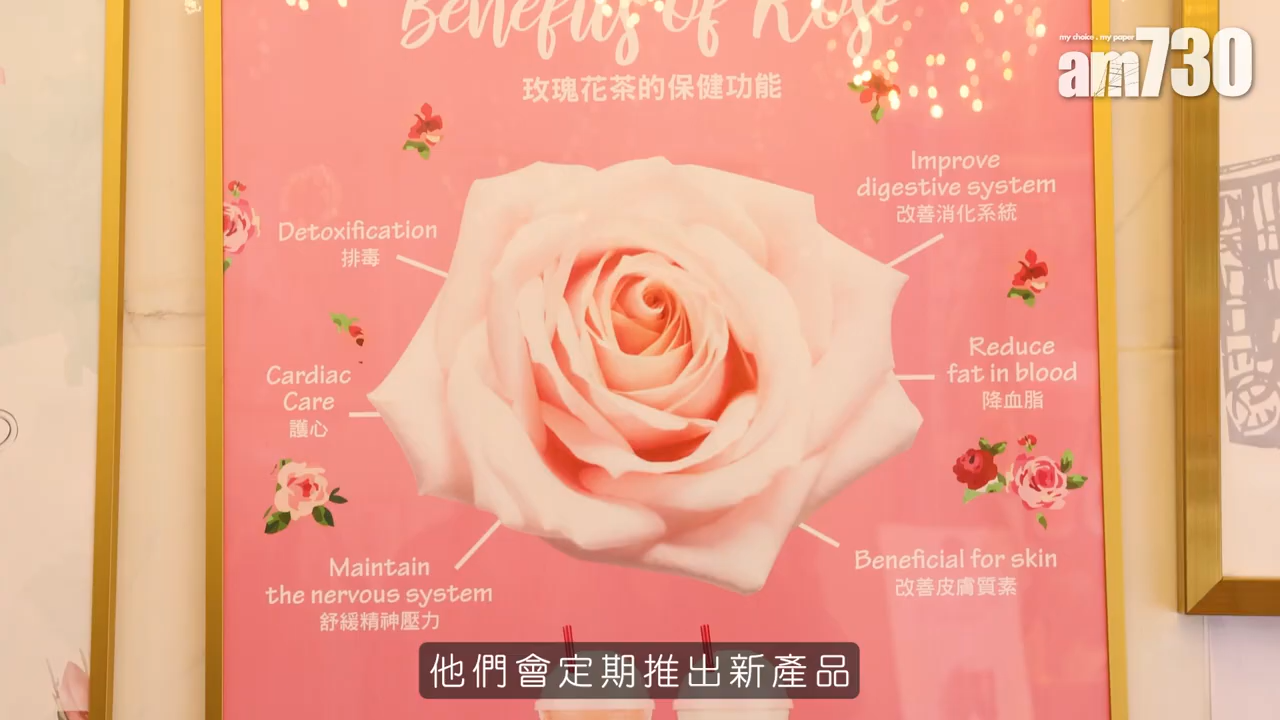 Benefits of Rose
my choice . my paper
am730
玫瑰花茶的保健功能
Improve
digestive system
改善消化系統
Detoxification
排毒
Reduce
fat in blood
降血脂
Cardiac
Care
護心
Beneficial for skin
改善皮膚質素
Maintain
the nervous system
舒緩精神壓力
他們會定期推出新產品